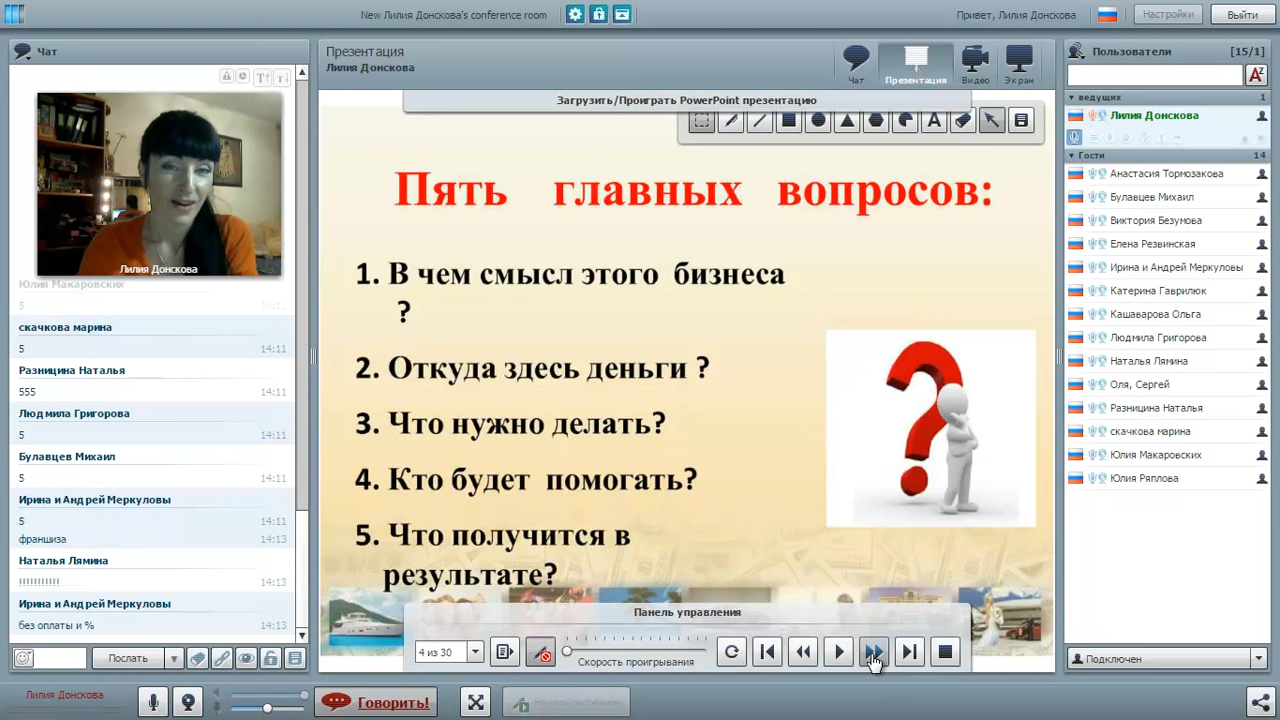 New Лилия Донскова's conference room
Привет, Лилия Донскова
Настройки
Выйти
Чат
Лилия Донскова
Юлия Макаровских
5
14:11
скачкова марина
5
14:11
Разницина Наталья
555
14:11
Людмила Григорова
5
14:11
Булавцев Михаил
5
14:11
Ирина и Андрей Меркуловы
5
14:11
франшиза
14:13
Наталья Лямина
!!!!!!!!!!!
14:13
Ирина и Андрей Меркуловы
без оплаты и %
14:13
Послать
Презентация
Лилия Донскова
Чат
Презентация
Видео
Экран
Загрузить/Проиграть PowerPoint презентацию
Пять главных вопросов:
1. В чем смысл этого бизнеса
?
2. Откуда здесь деньги ?
3. Что нужно делать?
4. Кто будет помогать?
5. Что получится в
результате?
Панель управления
4 из 30
Скорость проигрывания
Пользователи
[15/1]
ведущих
1
Лилия Донскова
Гости
14
Анастасия Тормозакова
Булавцев Михаил
Виктория Безумова
Елена Резвинская
Ирина и Андрей Меркуловы
Катерина Гаврилюк
Кашаварова Ольга
Людмила Григорова
Наталья Лямина
Оля, Сергей
Разницина Наталья
скачкова марина
Юлия Макаровских
Юлия Ряплова
Подключен
Лилия Донскова
Говорить!